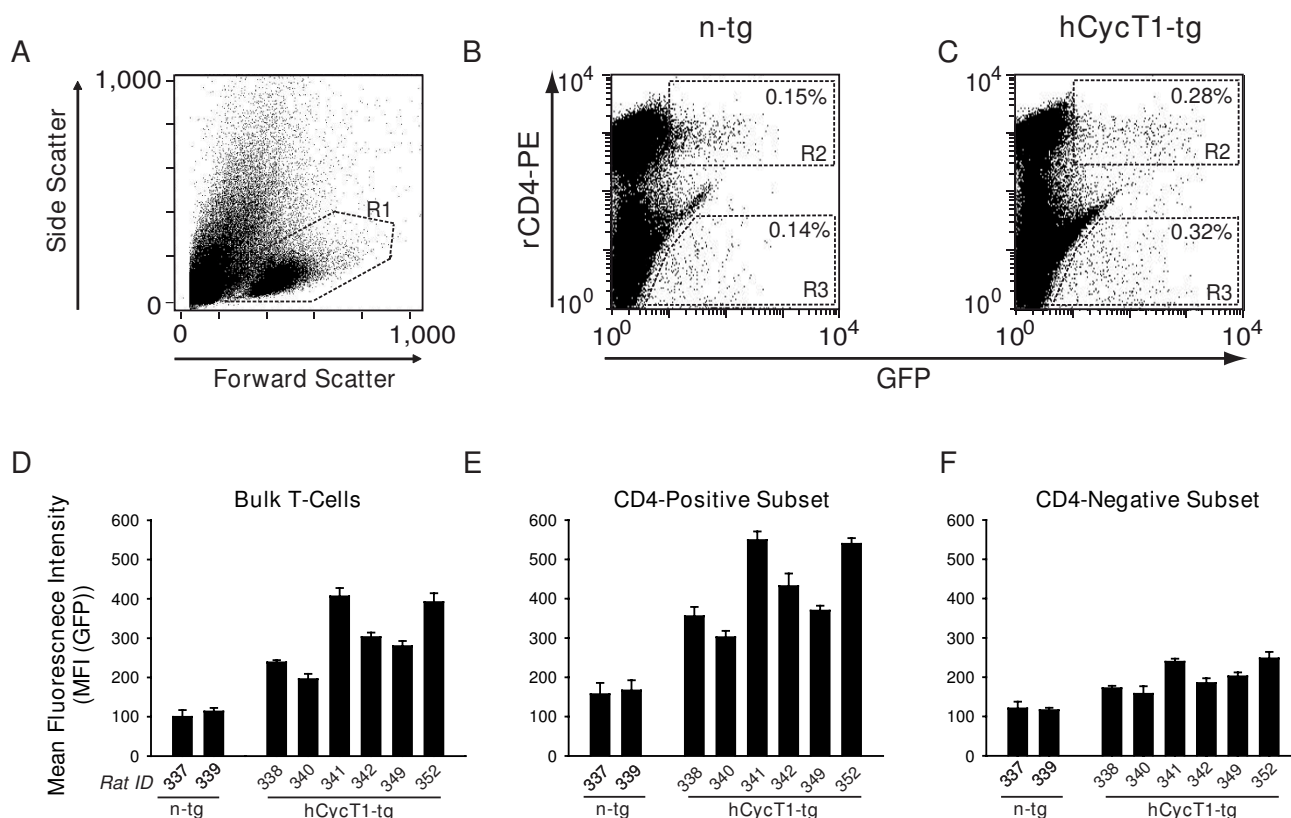 n-tg
hCycT1-tg
A
B
C
Side Scatter
1,000
0
R1
0
1,000
Forward Scatter
rCD4-PE
10^4
10^0
0.15%
R2
0.14%
R3
10^0
10^4
10^4
10^0
0.28%
R2
0.32%
R3
10^0
10^4
GFP
D
E
F
Bulk T-Cells
CD4-Positive Subset
CD4-Negative Subset
Mean Fluorescnece Intensity
(MFI (GFP))
600
500
400
300
200
100
0
600
500
400
300
200
100
0
600
500
400
300
200
100
0
Rat ID
337 339 338 340 341 342 349 352
n-tg hCycT1-tg
337 339 338 340 341 342 349 352
n-tg hCycT1-tg
337 339 338 340 341 342 349 352
n-tg hCycT1-tg